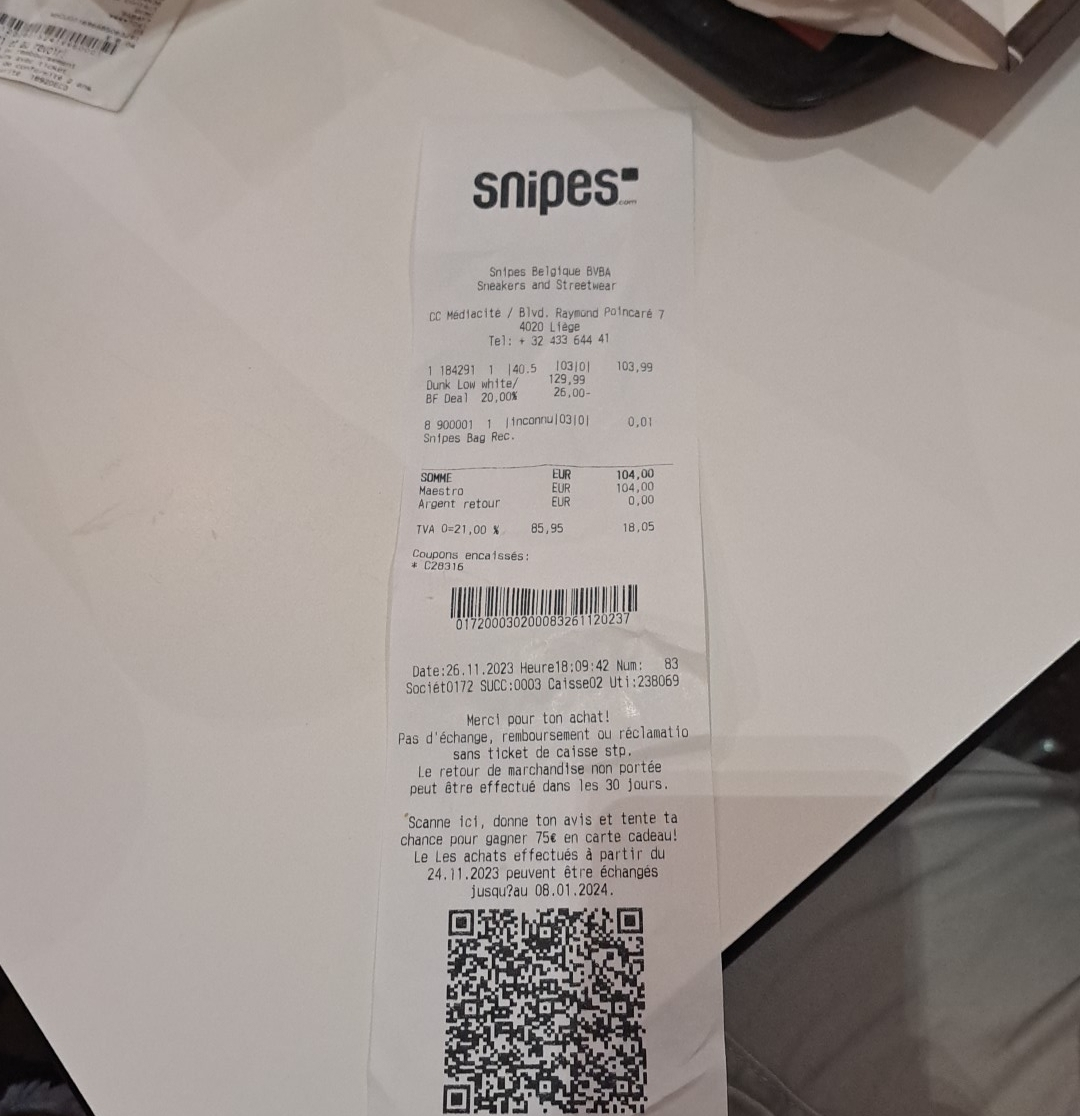 snipes
.com
Snipes Belgique BVBA
Sneakers and Streetwear
CC Médiacité / Blvd. Raymond Poincaré 7
4020 Liège
Tel: + 32 433 644 41
1 184291 1 |40.5 |03|0| 103,99
Dunk Low white/ 129,99
BF Deal 20,00% 26,00-
8 900001 1 |inconnu|03|0| 0,01
Snipes Bag Rec.
SOMME EUR 104,00
Maestro EUR 104,00
Argent retour EUR 0,00
TVA 0=21,00 % 85,95 18,05
Coupons encaissés:
* C28316
017200030200083261120237
Date:26.11.2023 Heure18:09:42 Num: 83
Sociét0172 SUCC:0003 Caisse02 Uti:238069
Merci pour ton achat!
Pas d'échange, remboursement ou réclamatio
sans ticket de caisse stp.
Le retour de marchandise non portée
peut être effectué dans les 30 jours.
"Scanne ici, donne ton avis et tente ta
chance pour gagner 75€ en carte cadeau!
Le Les achats effectués à partir du
24.11.2023 peuvent être échangés
jusqu?au 08.01.2024.